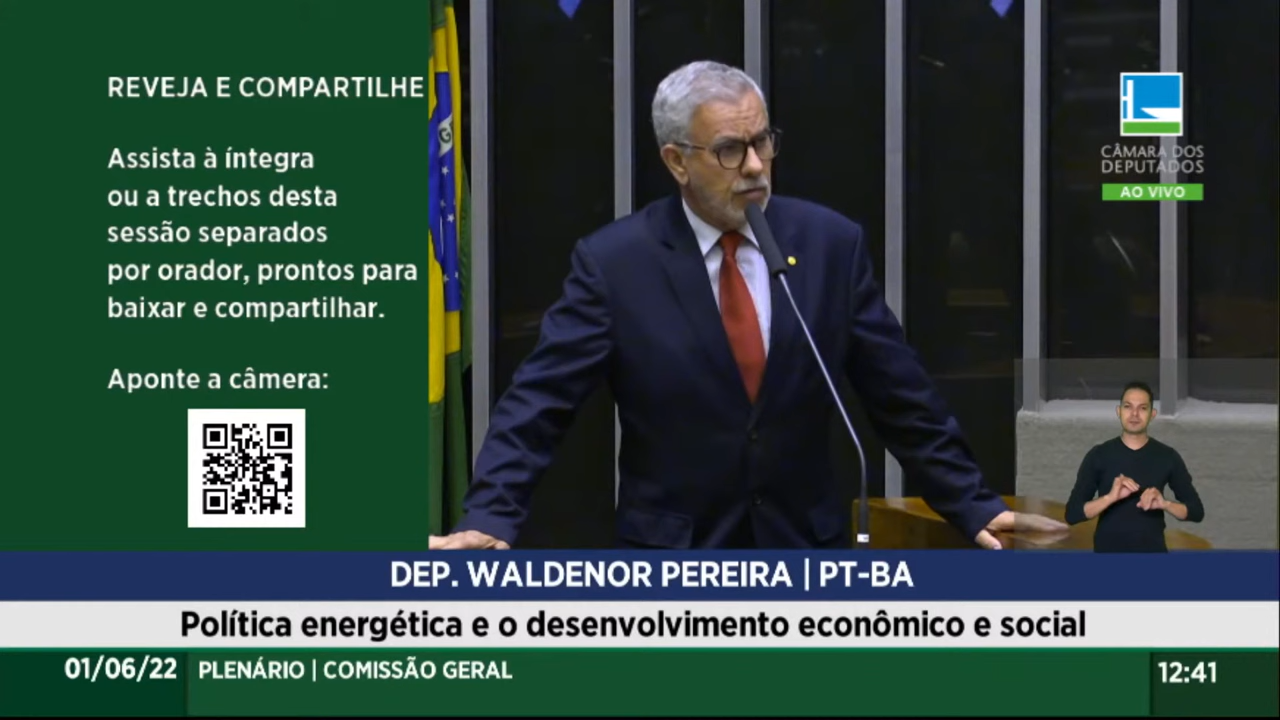 REVEJA E COMPARTILHE
Assista à íntegra
ou a trechos desta
sessão separados
por orador, prontos para
baixar e compartilhar.
Aponte a câmera:
CÂMARA DOS
DEPUTADOS
AO VIVO
DEP. WALDENOR PEREIRA | PT-BA
Política energética e o desenvolvimento econômico e social
01/06/22
PLENÁRIO | COMISSÃO GERAL
12:41